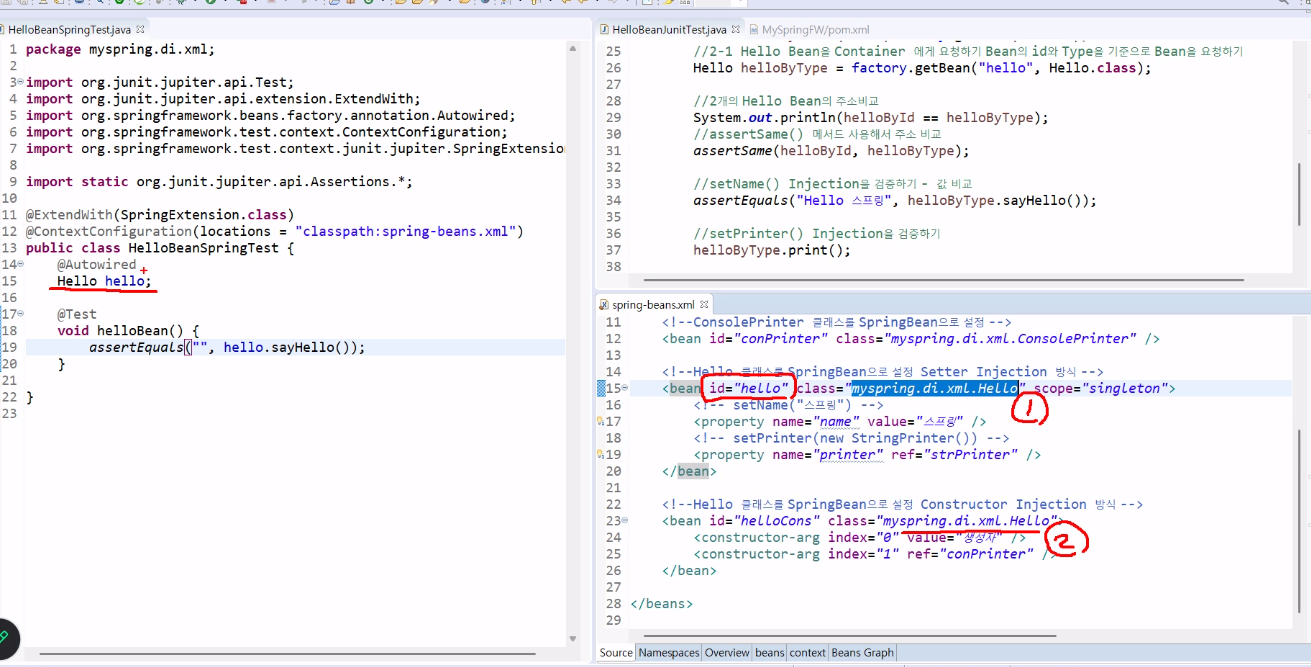 HelloBeanSpringTest.java
1 package myspring.di.xml;
2
3 import org.junit.jupiter.api.Test;
4 import org.junit.jupiter.api.extension.ExtendWith;
5 import org.springframework.beans.factory.annotation.Autowired;
6 import org.springframework.test.context.ContextConfiguration;
7 import org.springframework.test.context.junit.jupiter.SpringExtensio
8
9 import static org.junit.jupiter.api.Assertions.*;
10
11 @ExtendWith(SpringExtension.class)
12 @ContextConfiguration(locations = "classpath:spring-beans.xml")
13 public class HelloBeanSpringTest {
14 @Autowired
15 Hello hello;
16
17 @Test
18 void helloBean() {
19 assertEquals("", hello.sayHello());
20 }
21
22 }
23
HelloBeanJunitTest.java MySpringFW/pom.xml
25 //2-1 Hello Bean을 Container 에게 요청하기 Bean의 id와 Type을 기준으로 Bean을 요청하기
26 Hello helloByType = factory.getBean("hello", Hello.class);
27
28 //2개의 Hello Bean의 주소비교
29 System.out.println(helloById == helloByType);
30 //assertSame() 메서드 사용해서 주소 비교
31 assertSame(helloById, helloByType);
32
33 //setName() Injection을 검증하기 - 값 비교
34 assertEquals("Hello 스프링", helloByType.sayHello());
35
36 //setPrinter() Injection을 검증하기
37 helloByType.print();
38
spring-beans.xml
11 <!--ConsolePrinter 클래스를 SpringBean으로 설정 -->
12 <bean id="conPrinter" class="myspring.di.xml.ConsolePrinter" />
13
14 <!--Hello 클래스를 SpringBean으로 설정 Setter Injection 방식 -->
15 <bean id="hello" class="myspring.di.xml.Hello" scope="singleton">
16 <!-- setName("스프링") -->
①
17 <property name="name" value="스프링" />
18 <!-- setPrinter(new StringPrinter()) -->
19 <property name="printer" ref="strPrinter" />
20 </bean>
21
22 <!--Hello 클래스를 SpringBean으로 설정 Constructor Injection 방식 -->
23 <bean id="helloCons" class="myspring.di.xml.Hello">
24 <constructor-arg index="0" value="생성자" />
②
25 <constructor-arg index="1" ref="conPrinter" />
26 </bean>
27
28 </beans>
29
Source Namespaces Overview beans context Beans Graph